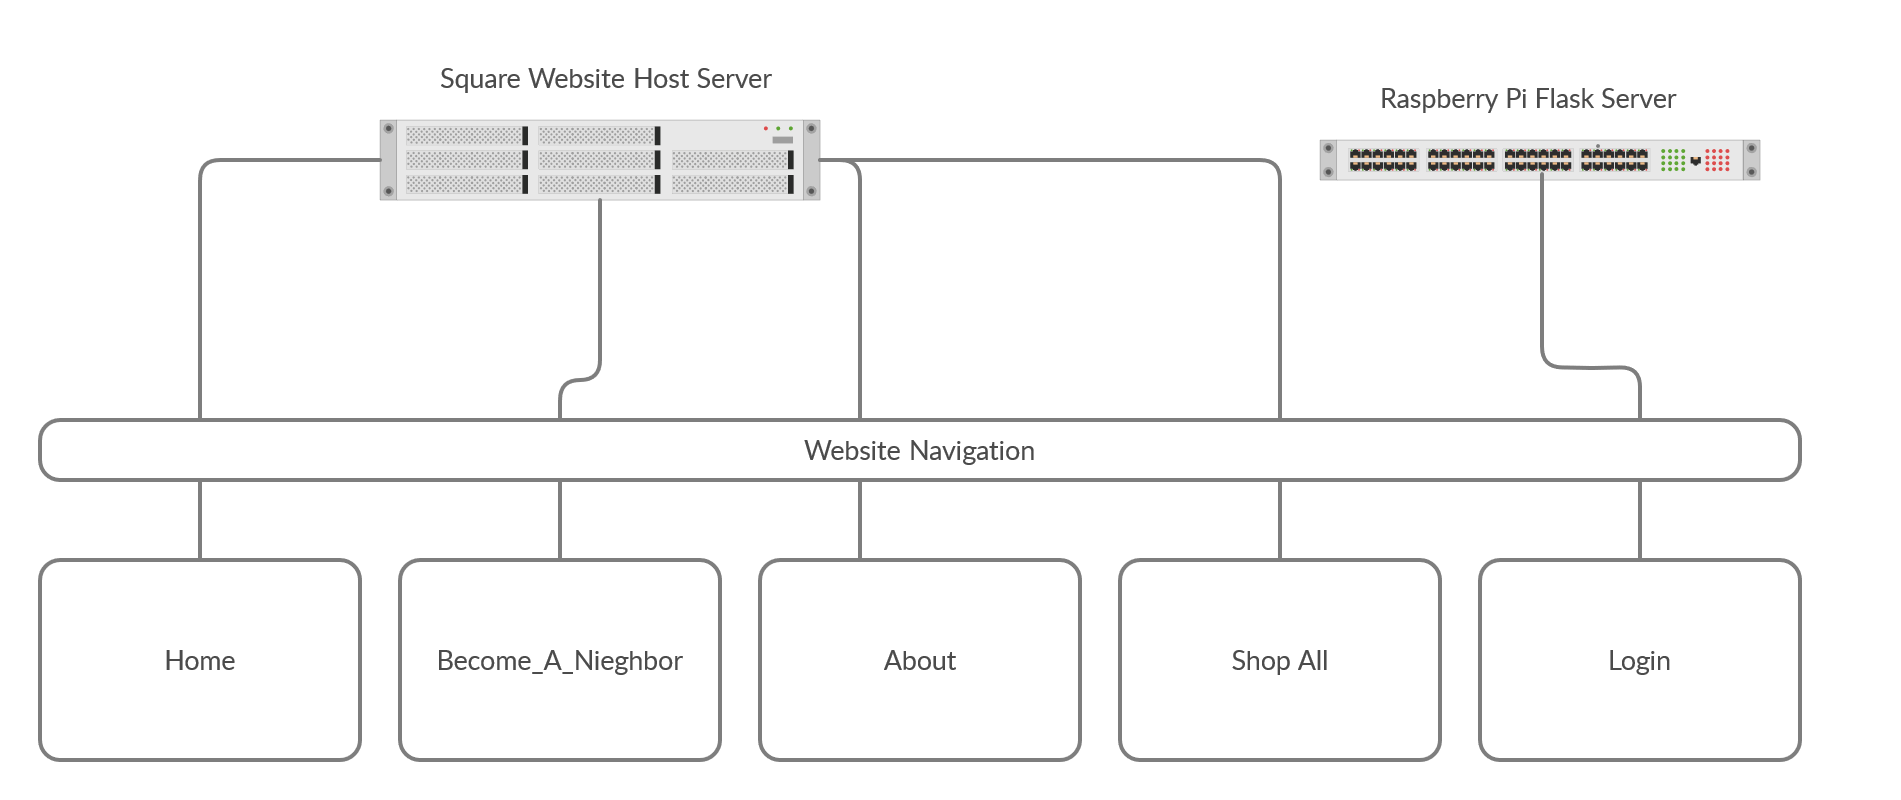 Square Website Host Server
Raspberry Pi Flask Server
Website Navigation
Home
Become_A_Nieghbor
About
Shop All
Login